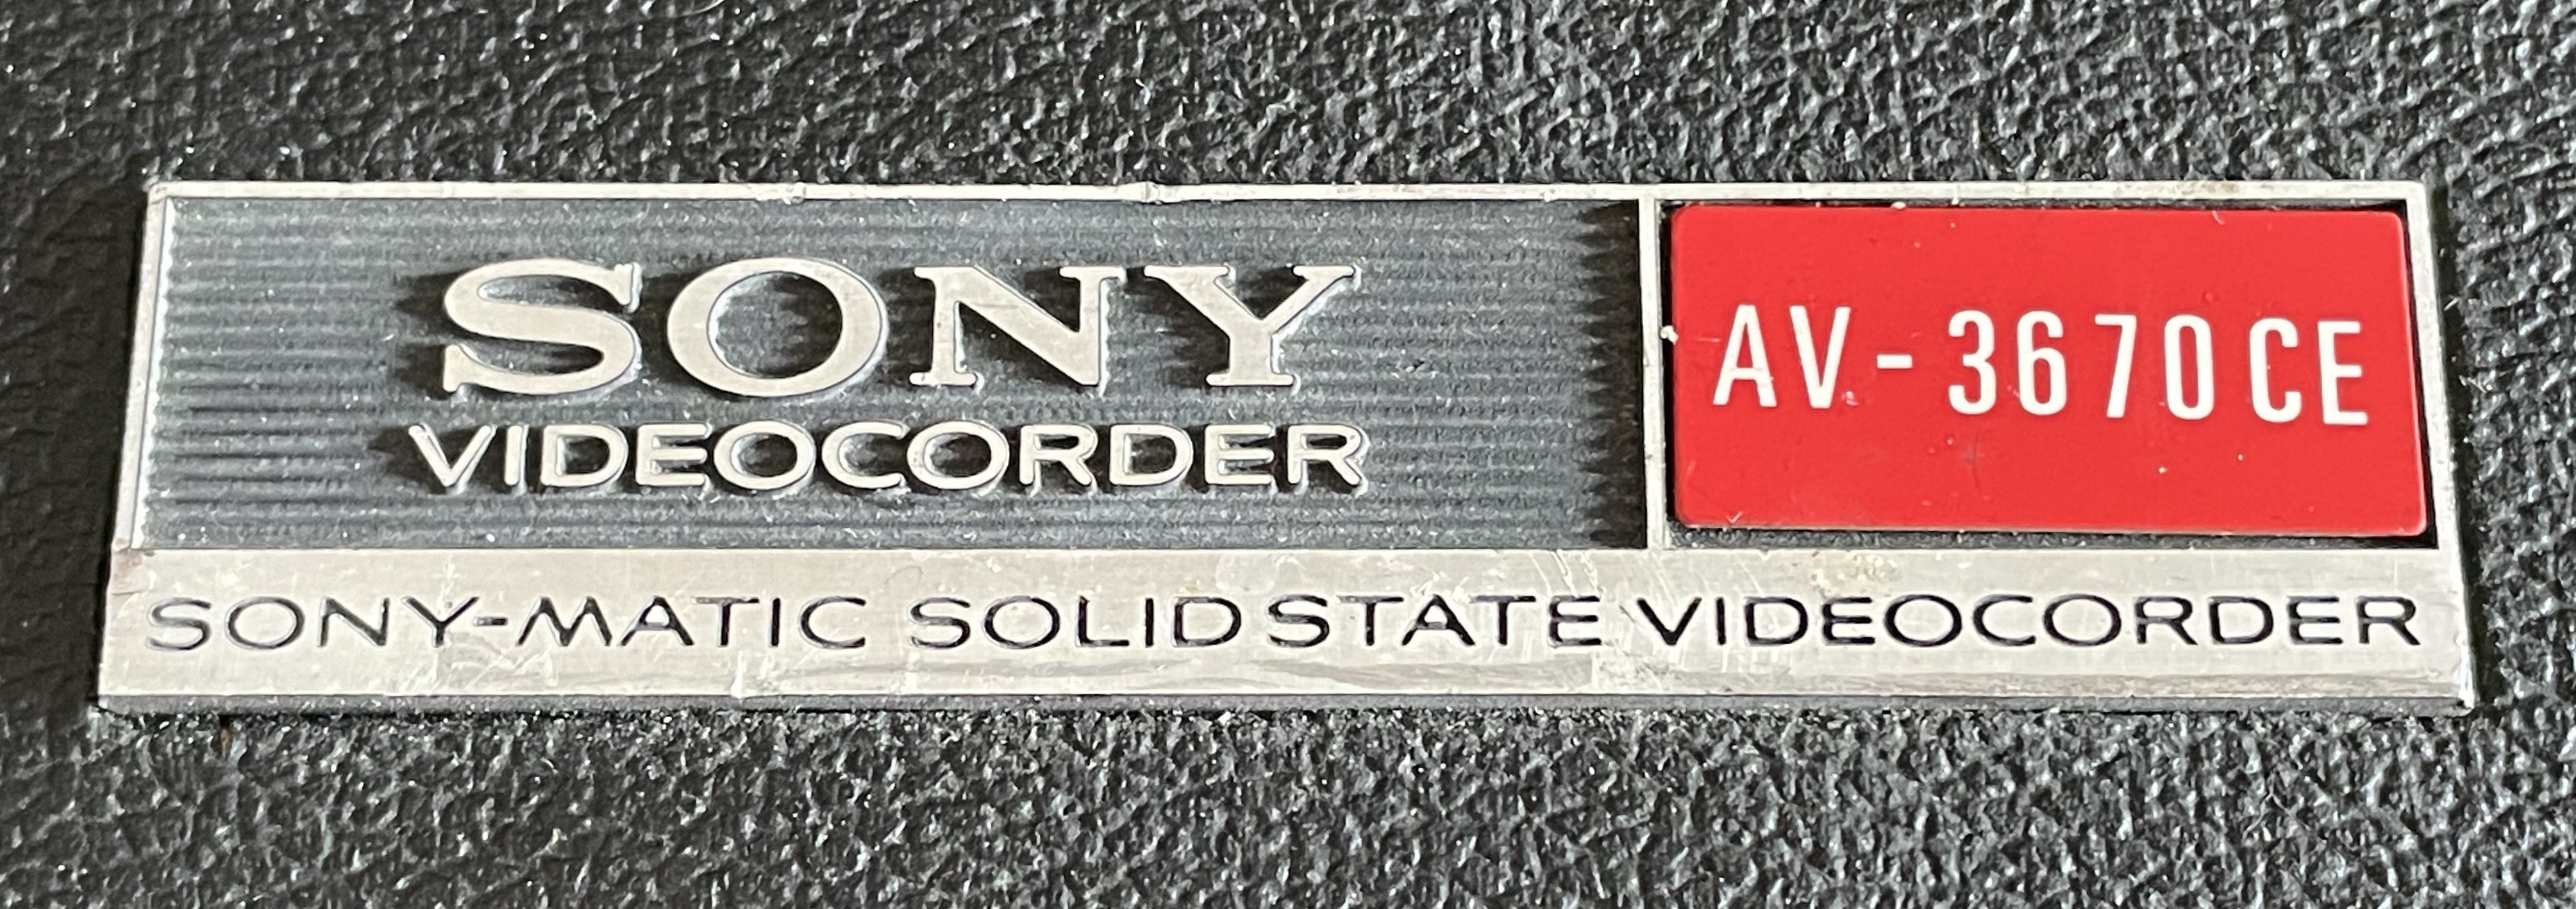 SONY
VIDEOCORDER
AV-3670CE
SONY-MATIC SOLID STATE VIDEOCORDER